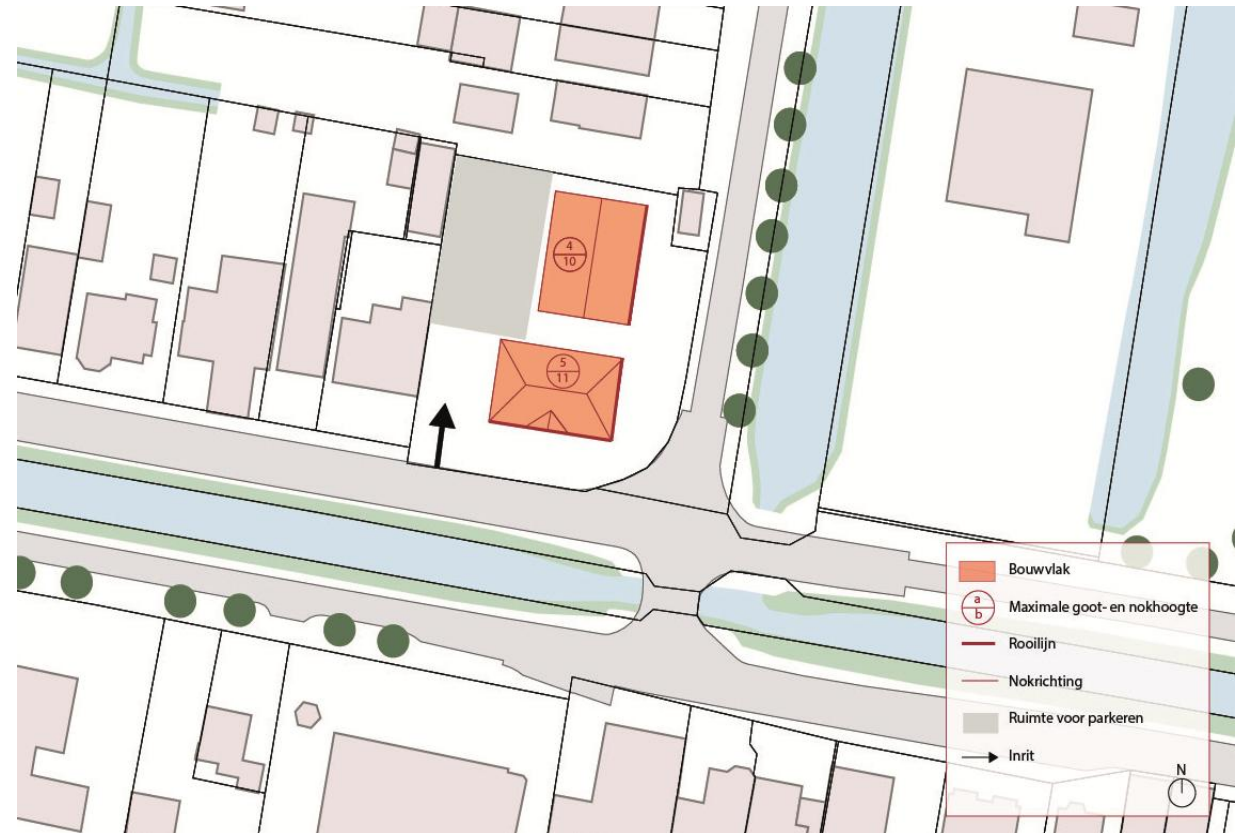 4
10
5
11
Bouwvlak
a
b
Maximale goot- en nokhoogte
Rooilijn
Nokrichting
Ruimte voor parkeren
Inrit
N